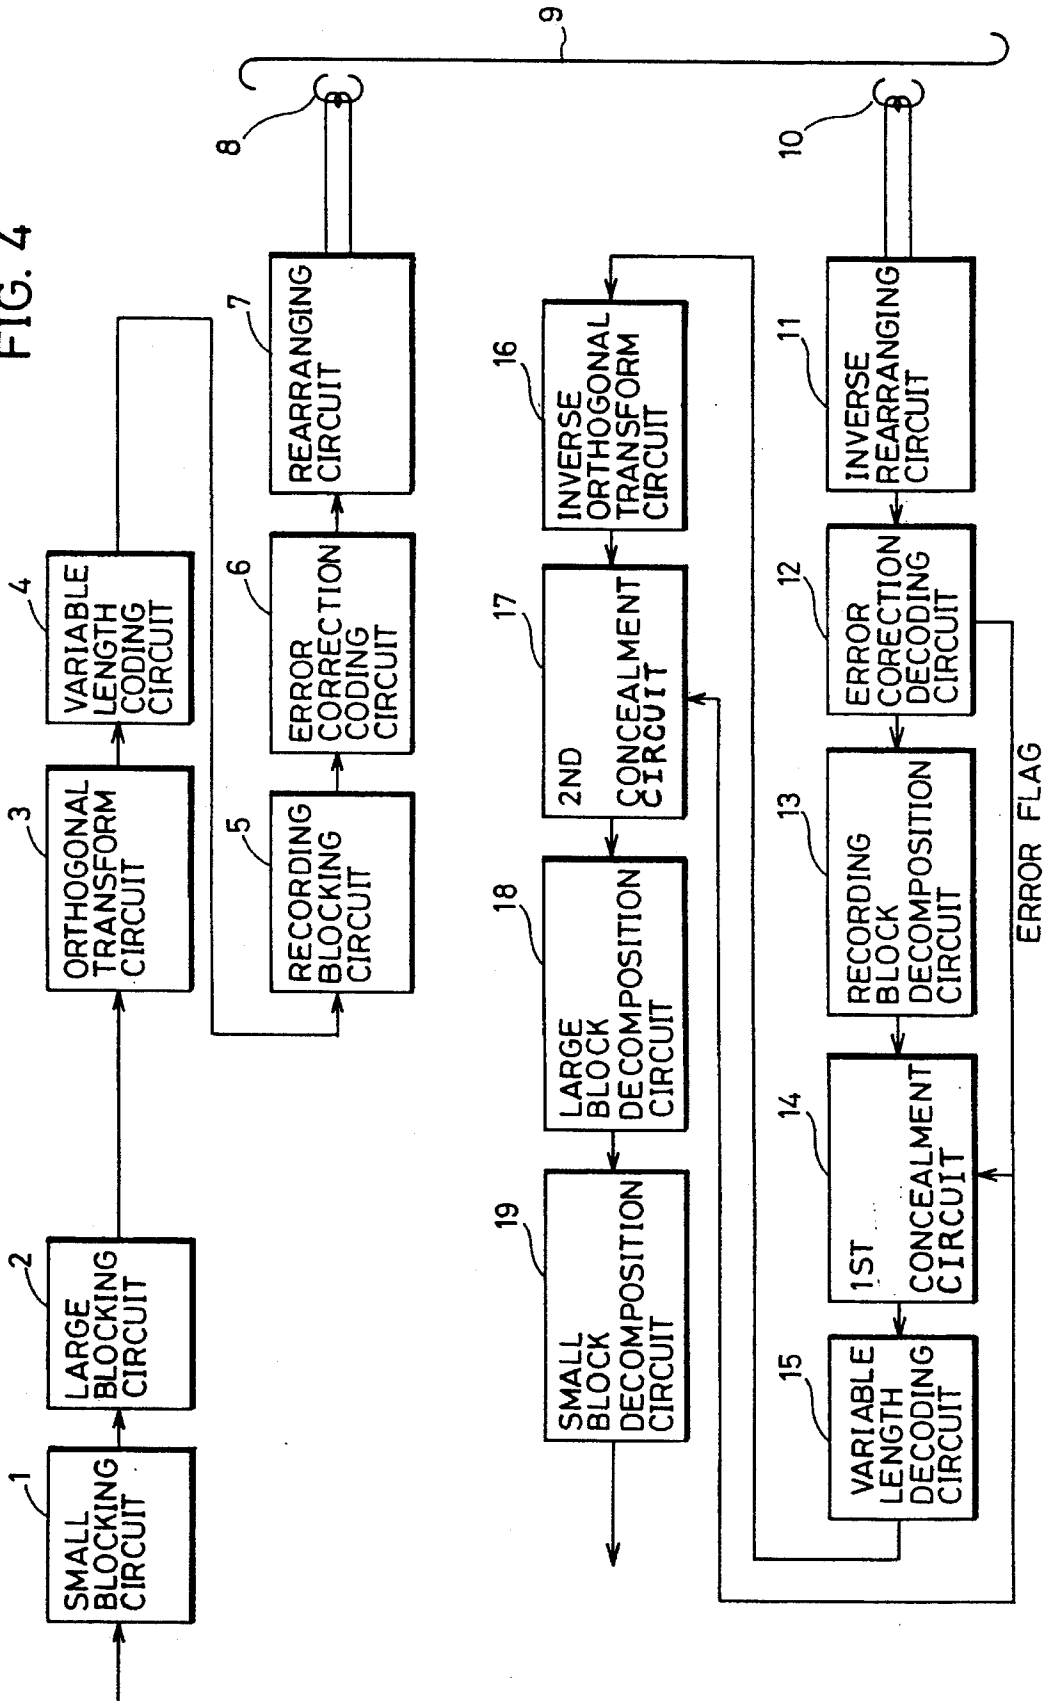 FIG. 4
1
SMALL
BLOCKING
CIRCUIT
2
LARGE
BLOCKING
CIRCUIT
3
ORTHOGONAL
TRANSFORM
CIRCUIT
4
VARIABLE
LENGTH
CODING
CIRCUIT
5
RECORDING
BLOCKING
CIRCUIT
6
ERROR
CORRECTION
CODING
CIRCUIT
7
REARRANGING
CIRCUIT
8
9
19
SMALL
BLOCK
DECOMPOSITION
CIRCUIT
18
LARGE
BLOCK
DECOMPOSITION
CIRCUIT
17
2ND
CONCEALMENT
CIRCUIT
16
INVERSE
ORTHOGONAL
TRANSFORM
CIRCUIT
15
VARIABLE
LENGTH
DECODING
CIRCUIT
14
1ST
CONCEALMENT
CIRCUIT
13
RECORDING
BLOCK
DECOMPOSITION
CIRCUIT
12
ERROR
CORECTION
DECODING
CIRCUIT
11
INVERSE
REARRANGING
CIRCUIT
10
ERROR FLAG